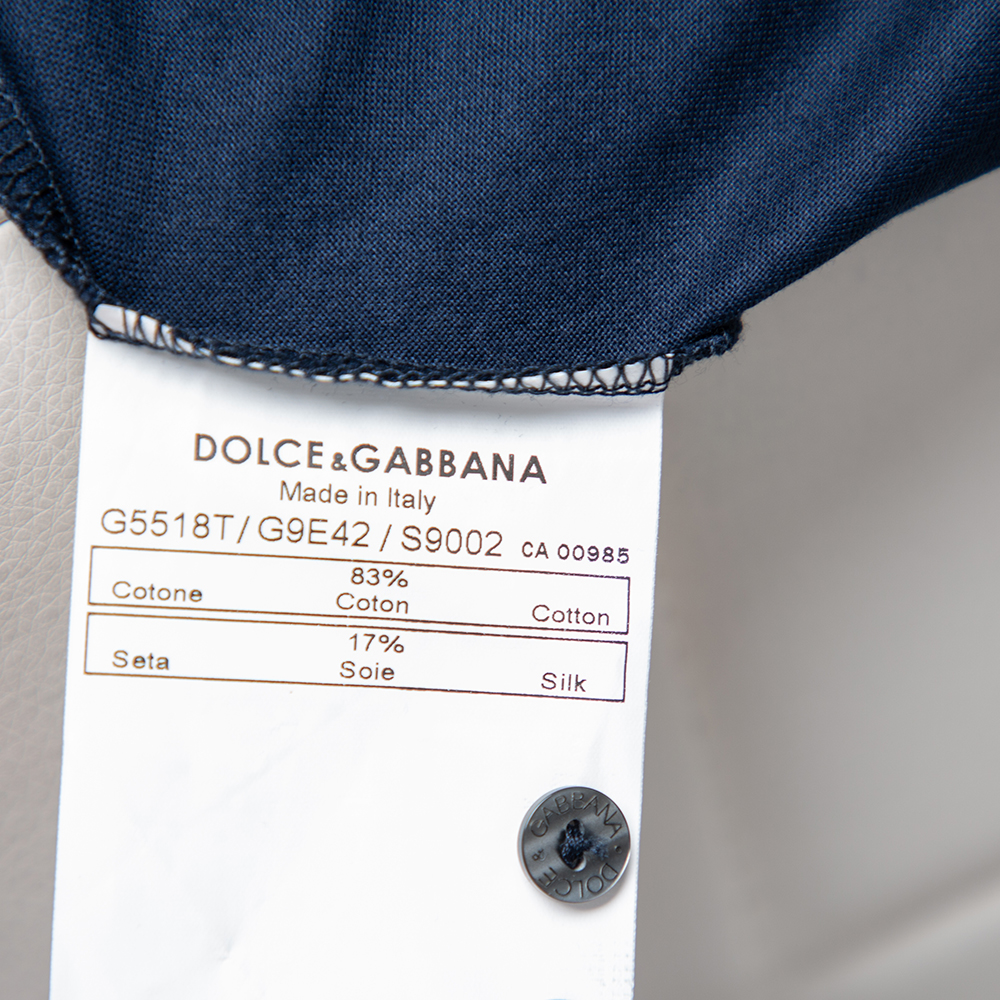 DOLCE&GABBANA
Made in Italy
G5518T/ G9E42 / S9002 CA 00985
83%
Cotone Coton Cotton
17%
Seta Soie Silk
DOLCE & GABBANA